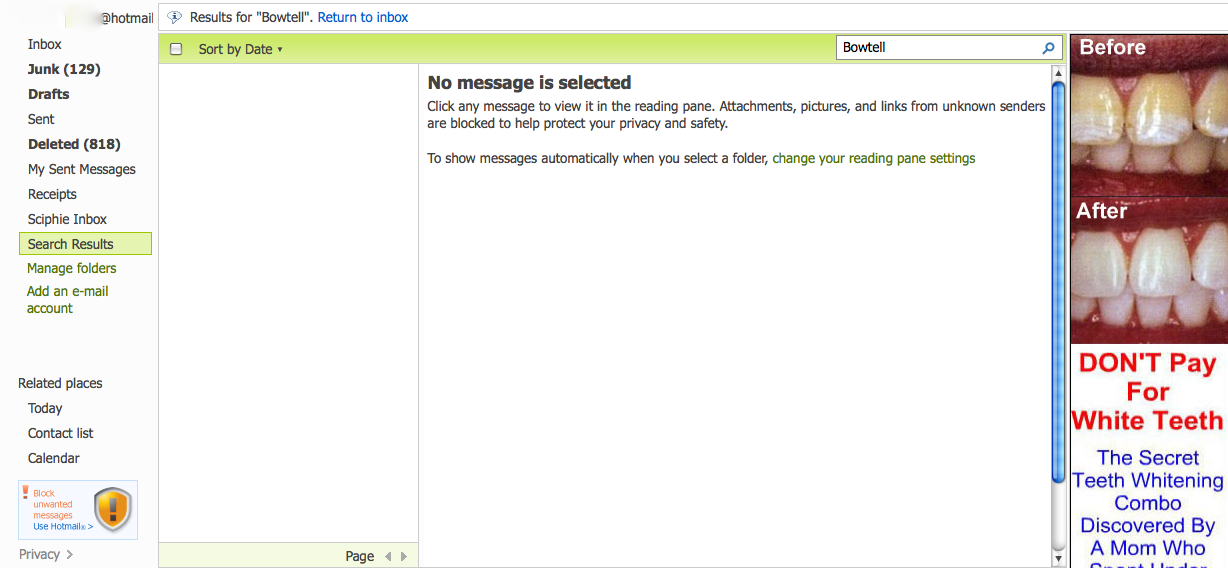 @hotmail
Inbox
Junk (129)
Drafts
Sent
Deleted (818)
My Sent Messages
Receipts
Sciphie Inbox
Search Results
Manage folders
Add an e-mail
account
Related places
Today
Contact list
Calendar
Block
unwanted
messages
Use Hotmail® >
Privacy
Results for "Bowtell". Return to inbox
Sort by Date
Bowtell
No message is selected
Click any message to view it in the reading pane. Attachments, pictures, and links from unknown senders
are blocked to help protect your privacy and safety.
To show messages automatically when you select a folder, change your reading pane settings
Page
Before
After
DON'T Pay
For
White Teeth
The Secret
Teeth Whitening
Combo
Discovered By
A Mom Who
Spent Under